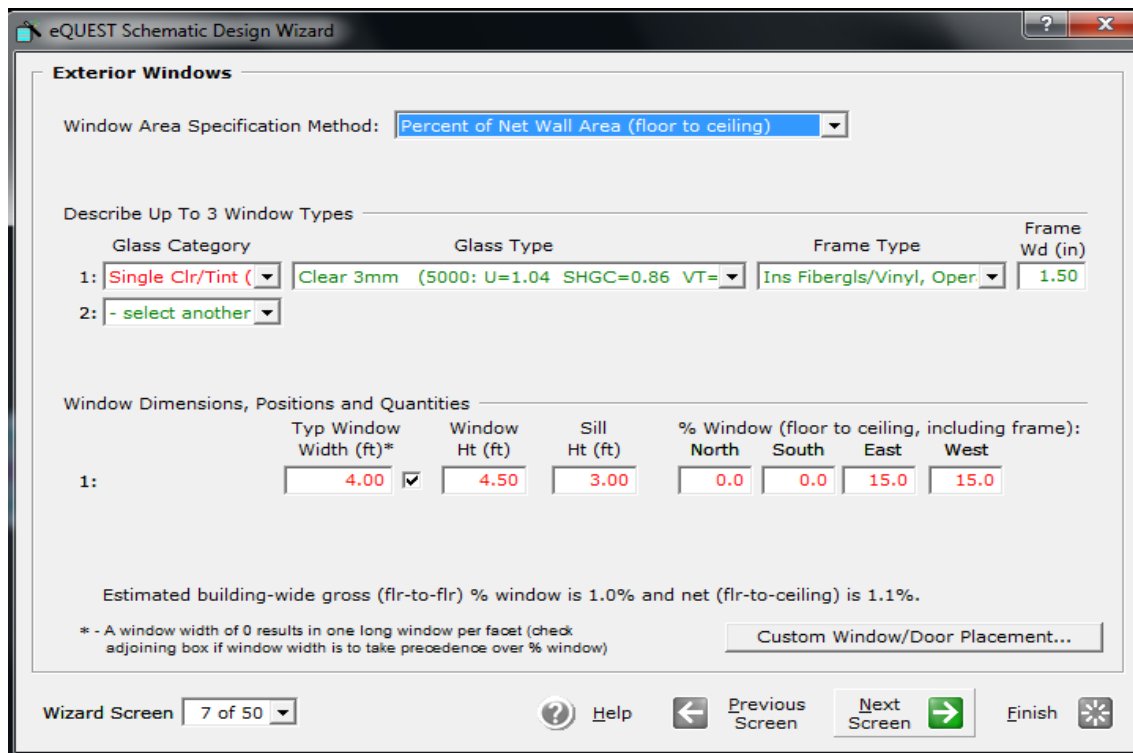 eQUEST Schematic Design Wizard
Exterior Windows
Window Area Specification Method: Percent of Net Wall Area (floor to ceiling)
Describe Up To 3 Window Types
Frame
Glass Category Glass Type Frame Type Wd (in)
1: Single Clr/Tint ( Clear 3mm (5000: U=1.04 SHGC=0.86 VT= Ins Fibergls/Vinyl, Oper 1.50
2: - select another
Window Dimensions, Positions and Quantities
Typ Window Window Sill % Window (floor to ceiling, including frame):
Width (ft)* Ht (ft) Ht (ft) North South East West
1: 4.00 4.50 3.00 0.0 0.0 15.0 15.0
Estimated building-wide gross (flr-to-flr) % window is 1.0% and net (flr-to-ceiling) is 1.1%.
* - A window width of 0 results in one long window per facet (check
adjoining box if window width is to take precedence over % window)
Custom Window/Door Placement...
Wizard Screen 7 of 50 ? Help Previous Screen Next Screen Finish